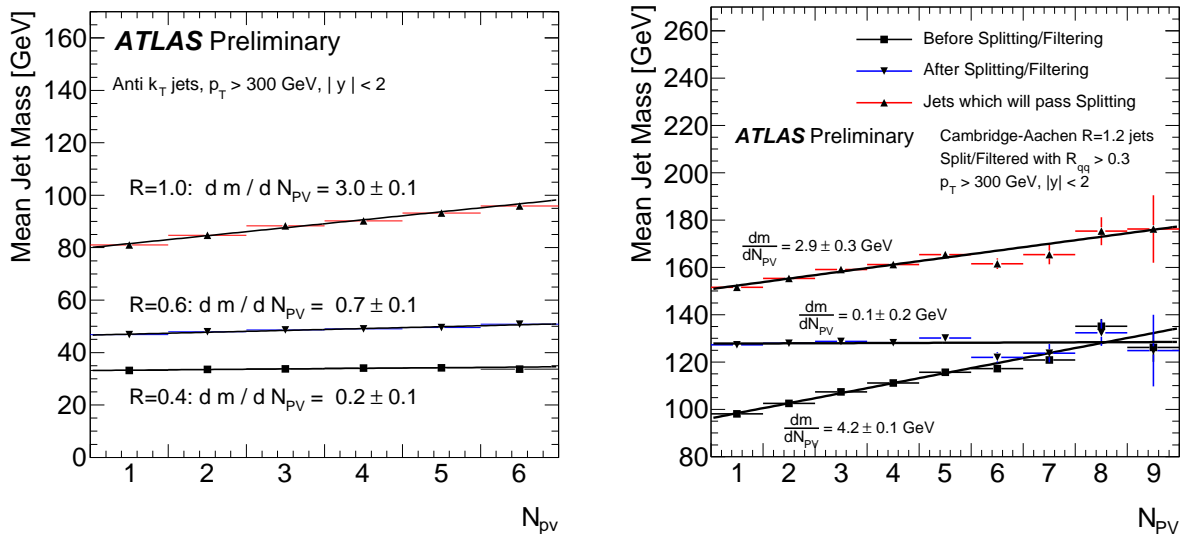 Mean Jet Mass [GeV]
160
140
120
100
80
60
40
20
0
ATLAS Preliminary
Anti k_T jets, p_T > 300 GeV, | y | < 2
R=1.0: d m / d N_PV = 3.0 ± 0.1
R=0.6: d m / d N_PV = 0.7 ± 0.1
R=0.4: d m / d N_PV = 0.2 ± 0.1
1 2 3 4 5 6
N_pv
Mean Jet Mass [GeV]
260
240
220
200
180
160
140
120
100
80
Before Splitting/Filtering
After Splitting/Filtering
Jets which will pass Splitting
ATLAS Preliminary
Cambridge-Aachen R=1.2 jets
Split/Filtered with R_qq > 0.3
p_T > 300 GeV, |y| < 2
dm/dN_PV = 2.9 ± 0.3 GeV
dm/dN_PV = 0.1 ± 0.2 GeV
dm/dN_PV = 4.2 ± 0.1 GeV
1 2 3 4 5 6 7 8 9
N_PV